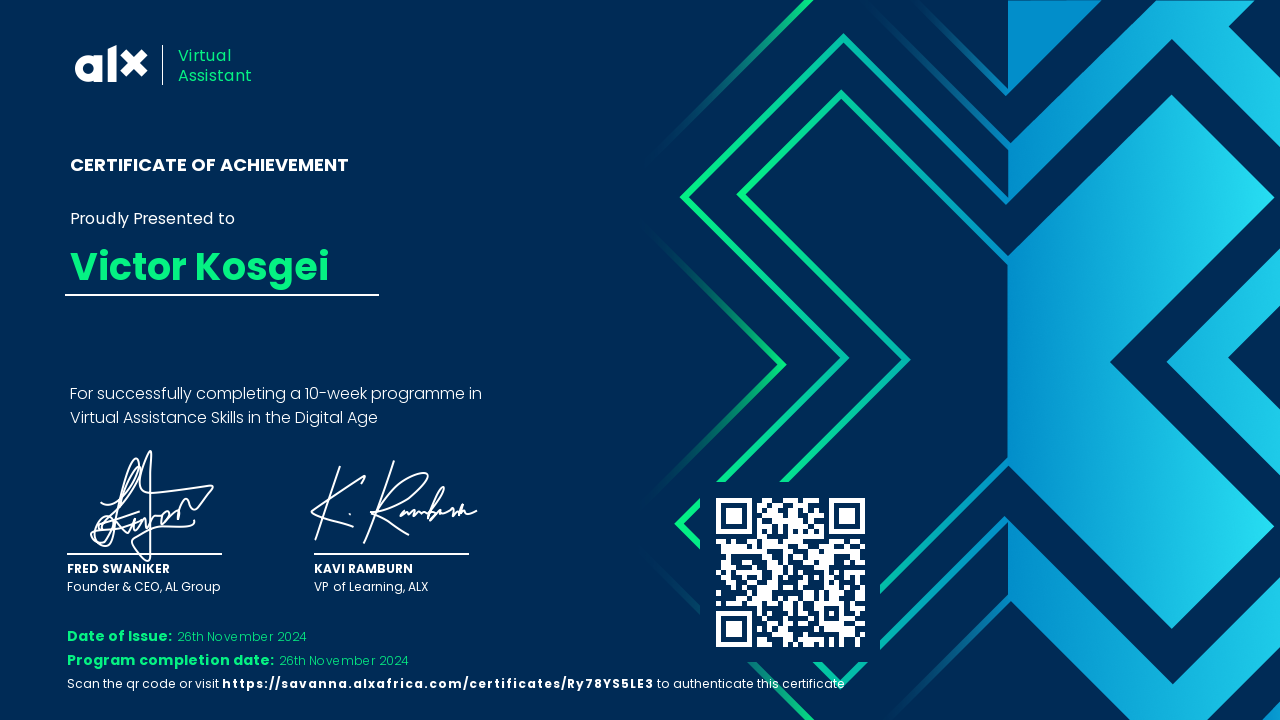 alx
Virtual
Assistant
CERTIFICATE OF ACHIEVEMENT
Proudly Presented to
Victor Kosgei
For successfully completing a 10-week programme in
Virtual Assistance Skills in the Digital Age
K. Ramburn
FRED SWANIKER
Founder & CEO, AL Group
KAVI RAMBURN
VP of Learning, ALX
Date of Issue: 26th November 2024
Program completion date: 26th November 2024
Scan the qr code or visit https://savanna.alxafrica.com/certificates/Ry78YS5LE3 to authenticate this certificate